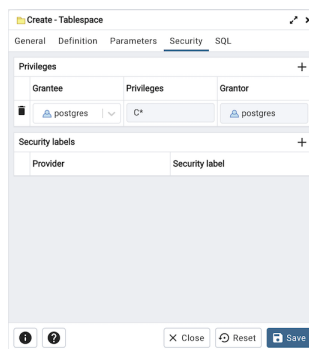 Create - Tablespace
General Definition Parameters Security SQL
Privileges
Grantee Privileges Grantor
postgres C* postgres
Security labels
Provider Security label
Close Reset Save